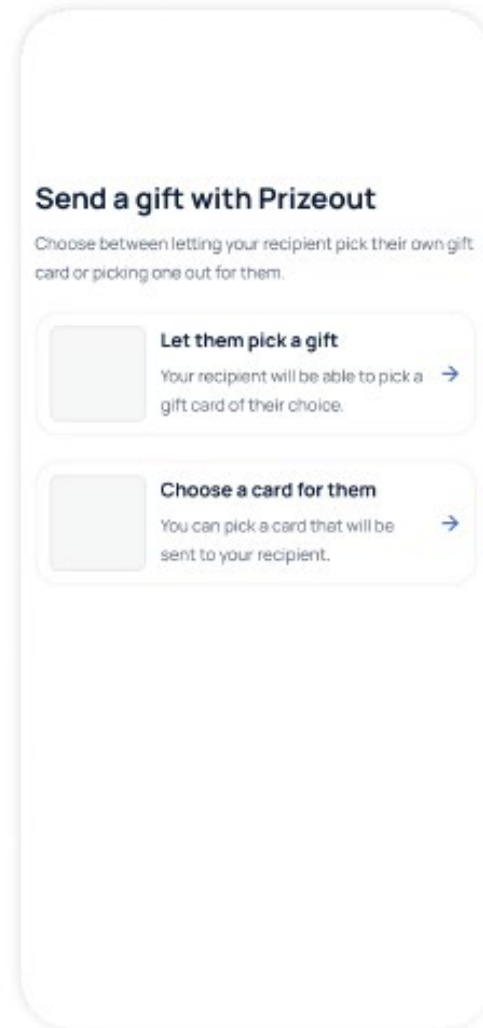 Send a gift with Prizeout
Choose between letting your recipient pick their own gift
card or picking one out for them.
Let them pick a gift
Your recipient will be able to pick a
gift card of their choice.
Choose a card for them
You can pick a card that will be
sent to your recipient.